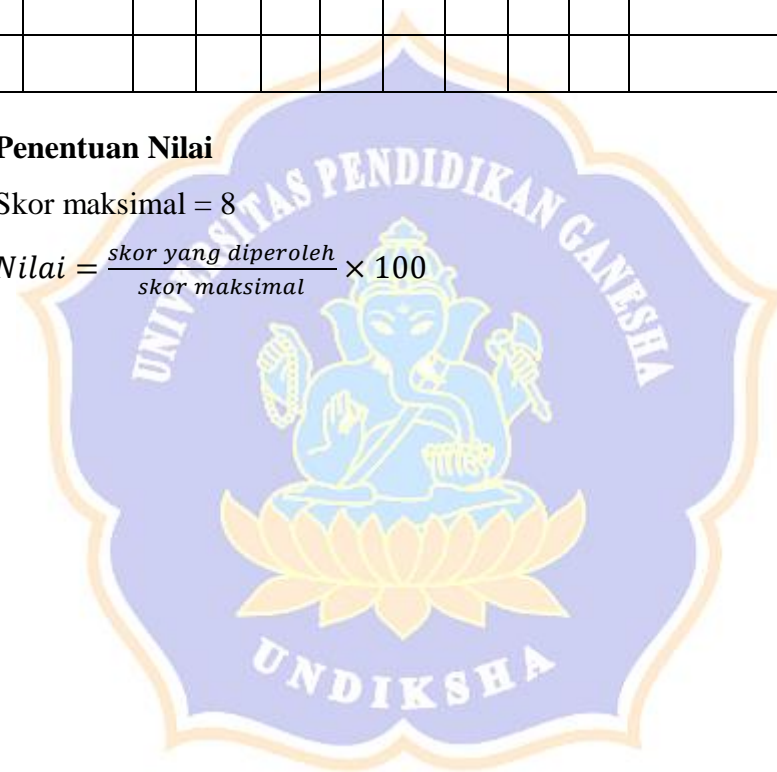 Penentuan Nilai
Skor maksimal = 8
Nilai = skor yang diperoleh / skor maksimal × 100
UNIVERSITAS PENDIDIKAN GANESHA
UNDIKSHA